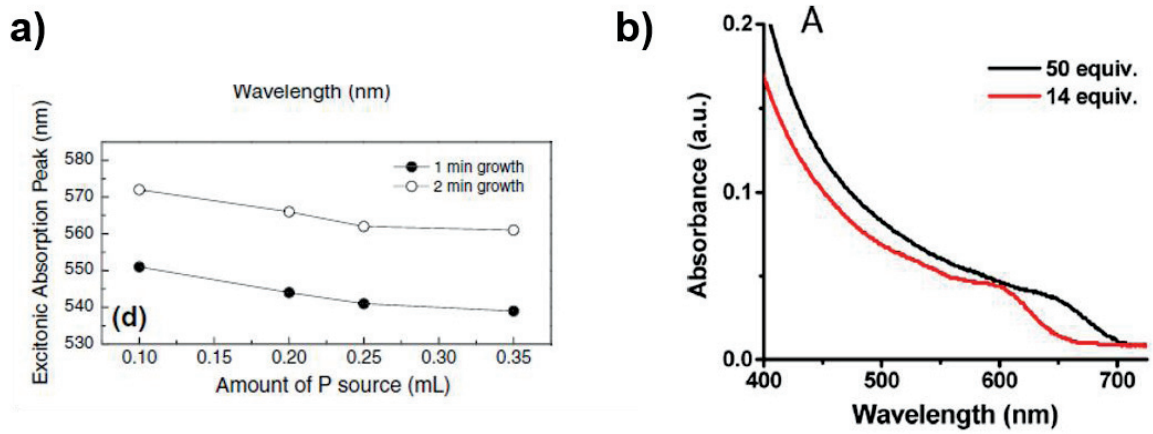 a)
Wavelength (nm)
Excitonic Absorption Peak (nm)
580
570
560
550
540
530
1 min growth
2 min growth
(d)
0.10 0.15 0.20 0.25 0.30 0.35
Amount of P source (mL)
b)
A
Absorbance (a.u.)
0.2
0.1
0.0
50 equiv.
14 equiv.
400 500 600 700
Wavelength (nm)